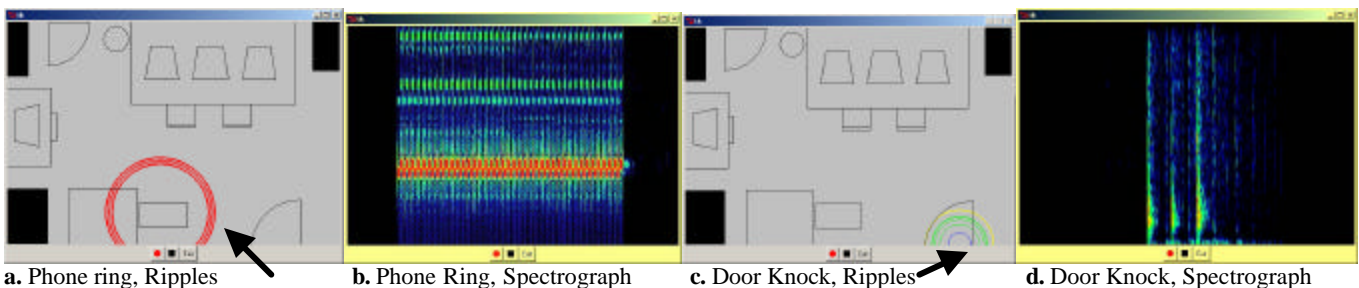 a. Phone ring, Ripples
b. Phone Ring, Spectrograph
c. Door Knock, Ripples
d. Door Knock, Spectrograph